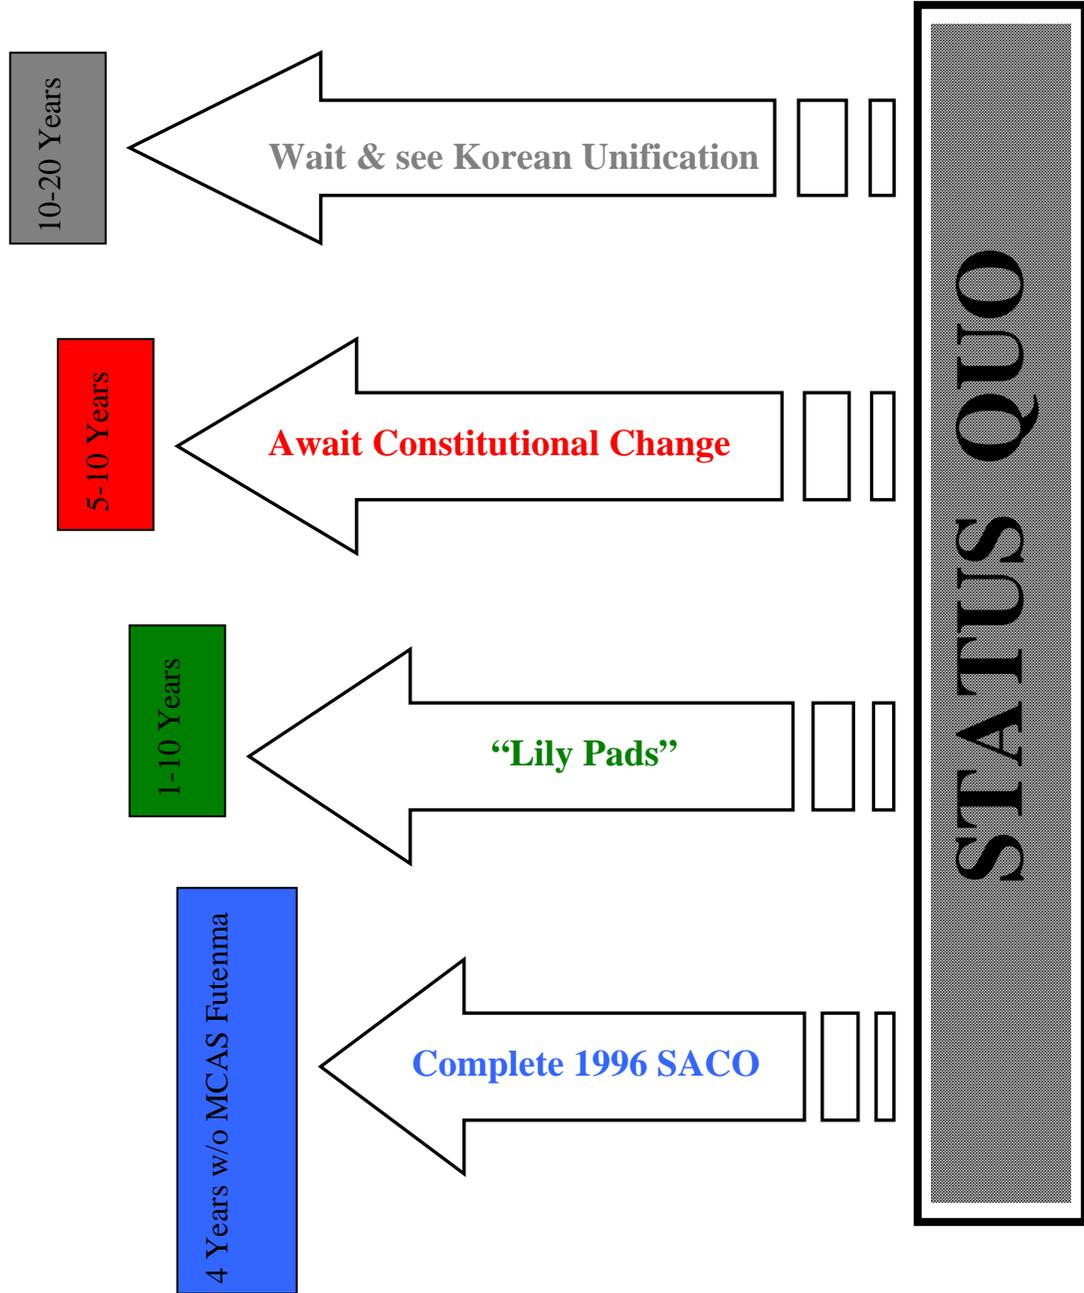 10-20 Years
Wait & see Korean Unification
5-10 Years
Await Constitutional Change
1-10 Years
“Lily Pads”
4 Years w/o MCAS Futenma
Complete 1996 SACO
STATUS QUO